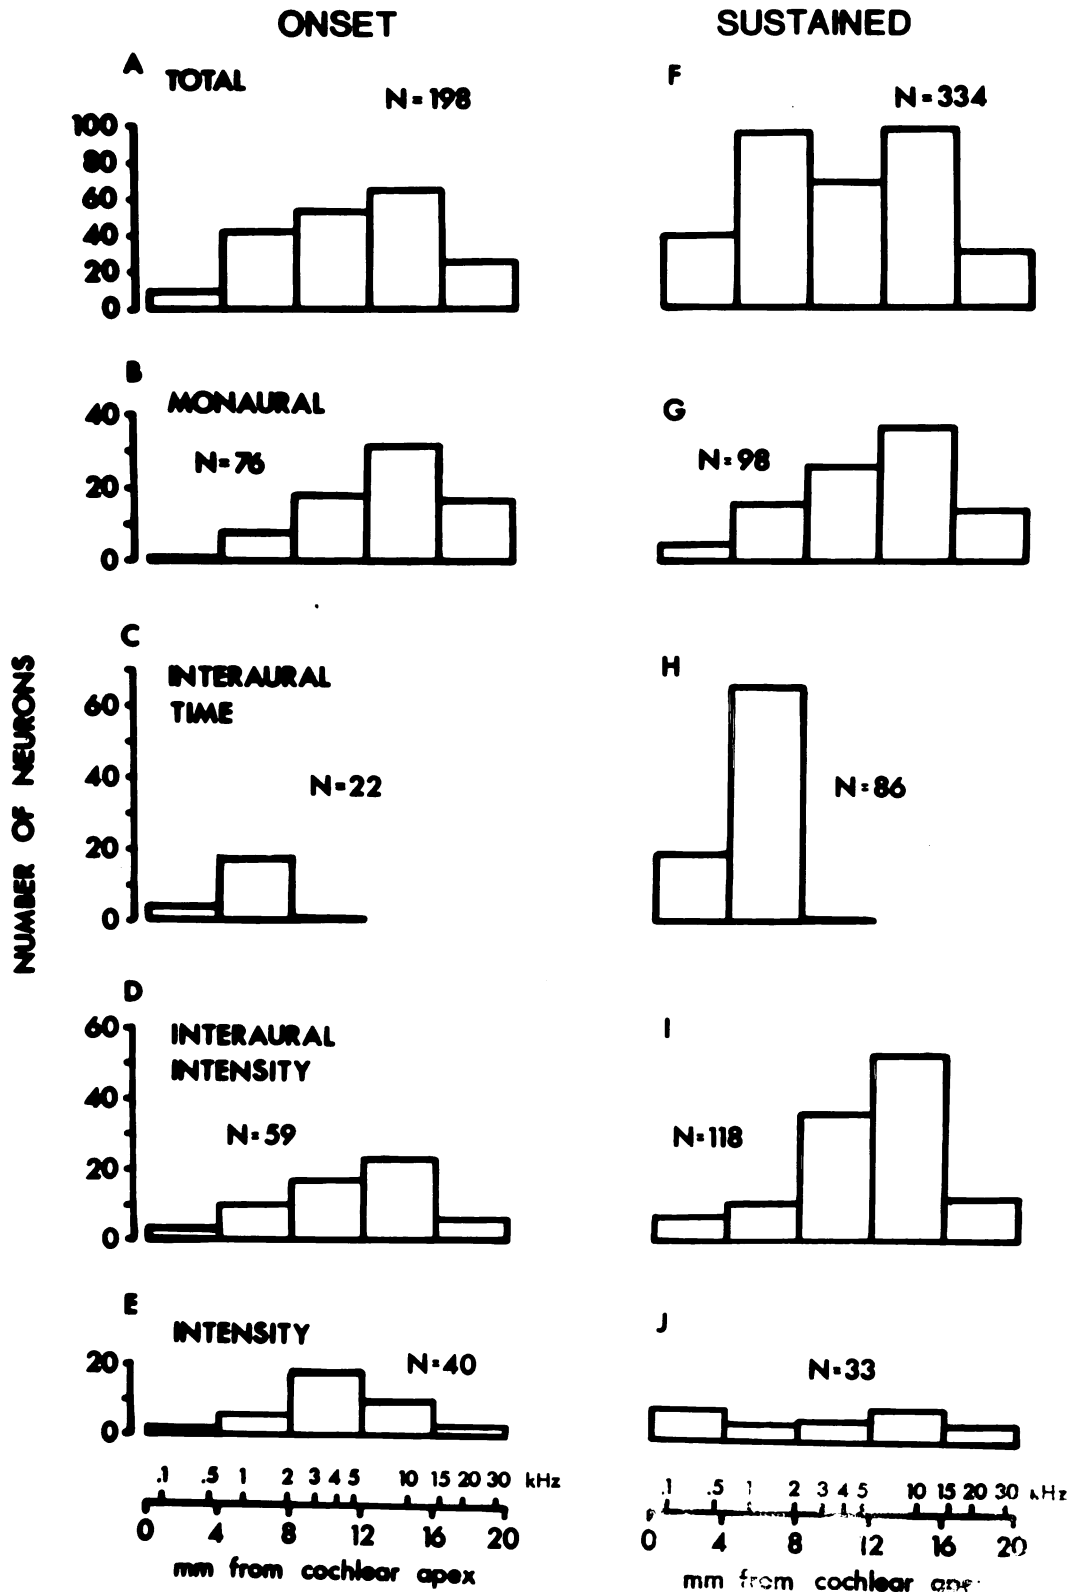 ONSET
SUSTAINED
A
TOTAL
N=198
100
80
60
40
20
0
F
N=334
B
MONAURAL
N=76
40
20
0
G
N=98
NUMBER OF NEURONS
C
INTERAURAL
TIME
N=22
60
40
20
0
H
N=86
D
INTERAURAL
INTENSITY
N=59
60
40
20
0
I
N=118
E
INTENSITY
N=40
20
0
J
N=33
.1 .5 1 2 3 4 5 10 15 20 30 kHz
0 4 8 12 16 20
mm from cochlear apex
.1 .5 1 2 3 4 5 10 15 20 30 kHz
0 4 8 12 16 20
mm from cochlear